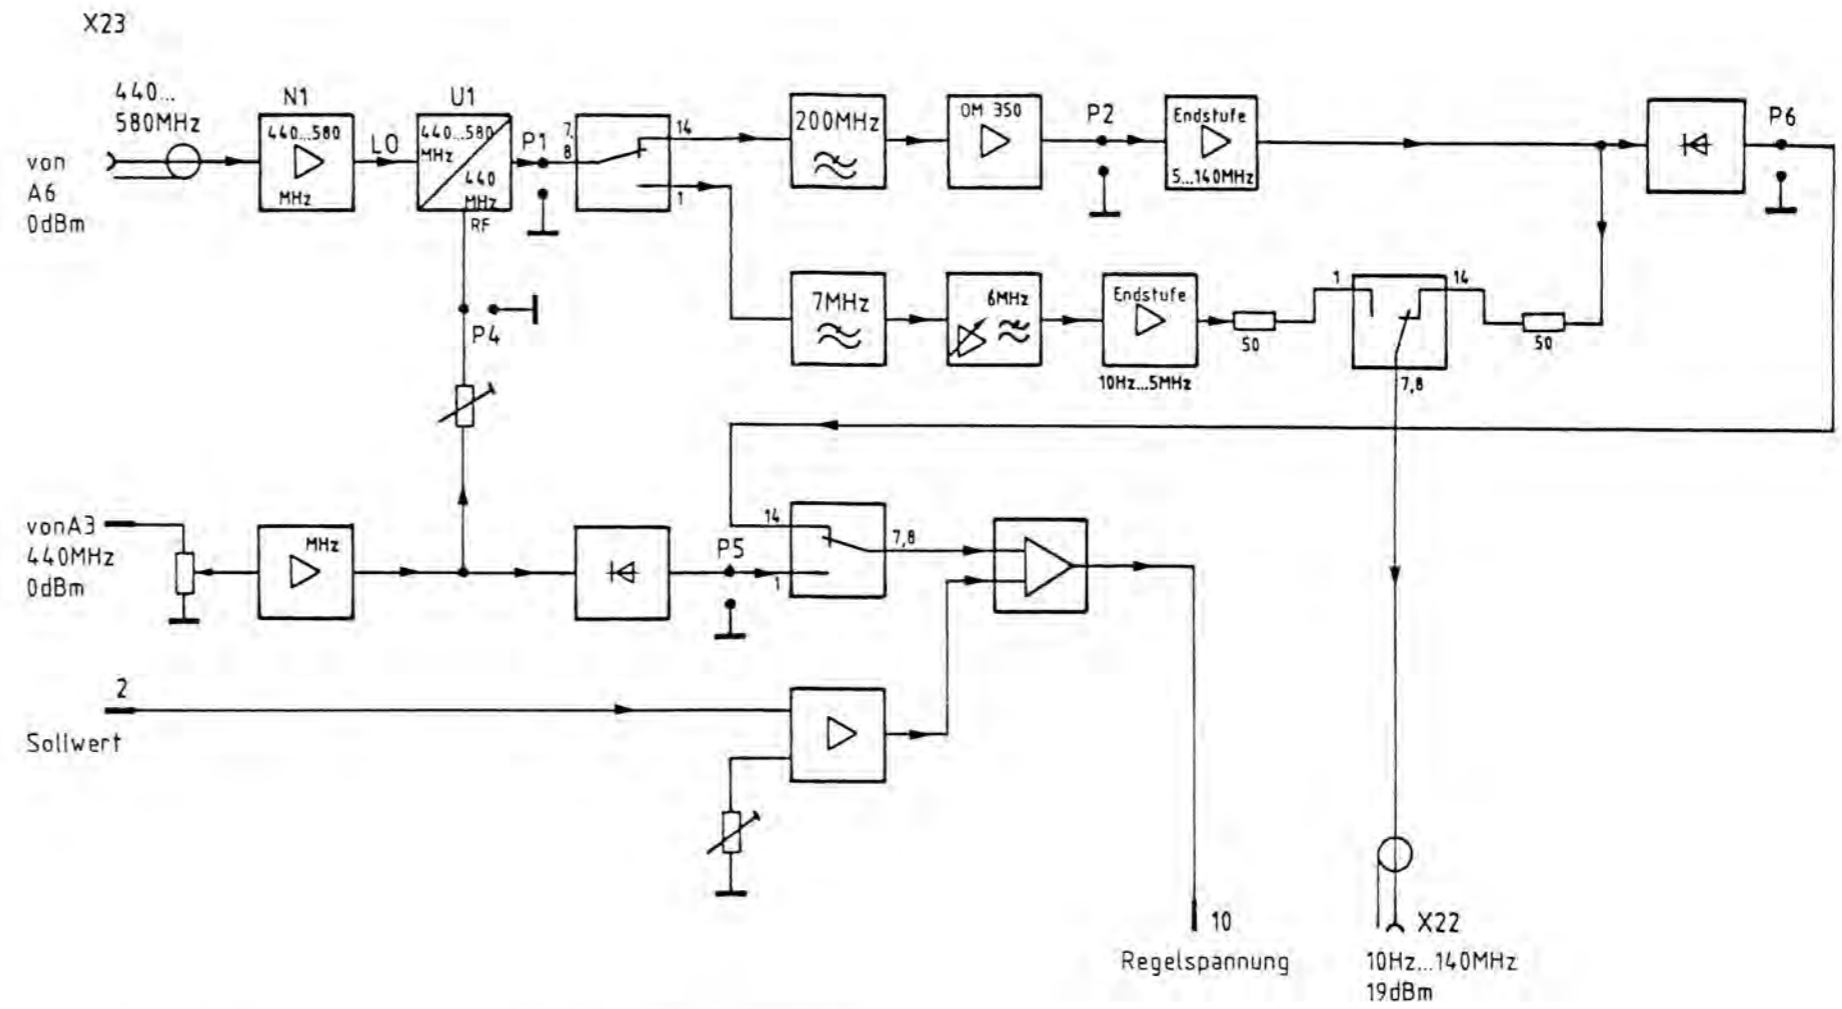 X23
440...
580MHz
von
A6
0dBm
N1
440...580
MHz
LO
U1
440...580
MHz
440
MHz
RF
P1
7,
8
14
1
200MHz
OM 350
P2
Endstufe
5...140MHz
P6
7MHz
6MHz
Endstufe
10Hz...5MHz
50
1
14
7,8
50
P4
vonA3
440MHz
0dBm
MHz
P5
14
1
7,8
2
Sollwert
10
Regelspannung
X22
10Hz...140MHz
19dBm